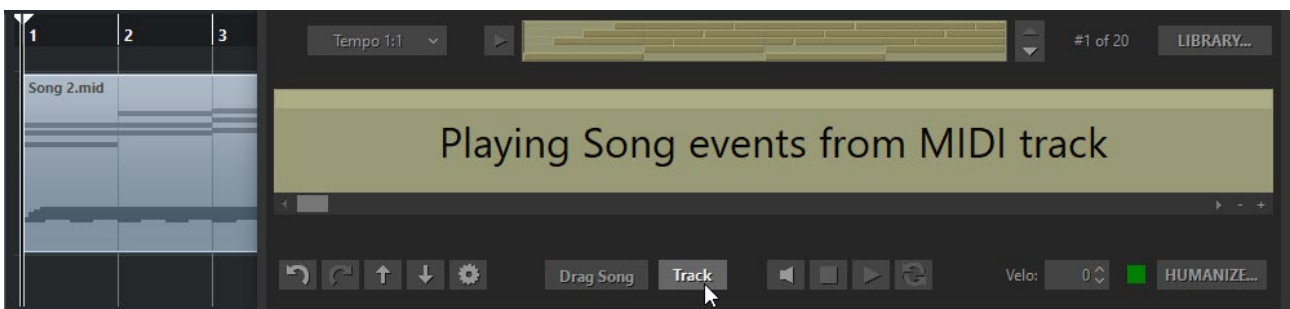 1 2 3
Tempo 1:1
#1 of 20
LIBRARY...
Song 2.mid
Playing Song events from MIDI track
- +
Drag Song
Track
Velo:
0
HUMANIZE...